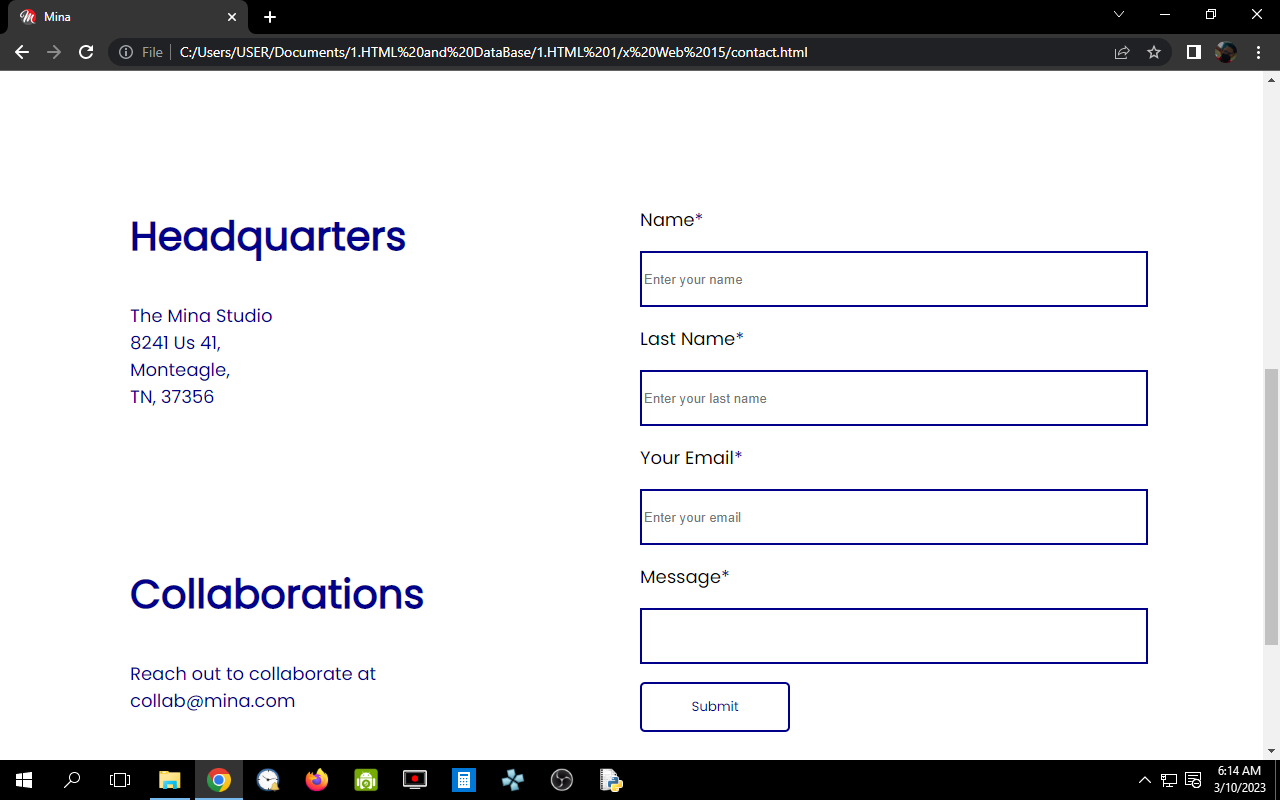 Mina
File
C:/Users/USER/Documents/1.HTML%20and%20DataBase/1.HTML%201/x%20Web%2015/contact.html
Headquarters
The Mina Studio
8241 Us 41,
Monteagle,
TN, 37356
Collaborations
Reach out to collaborate at
collab@mina.com
Name*
Enter your name
Last Name*
Enter your last name
Your Email*
Enter your email
Message*
Submit
6:14 AM
3/10/2023